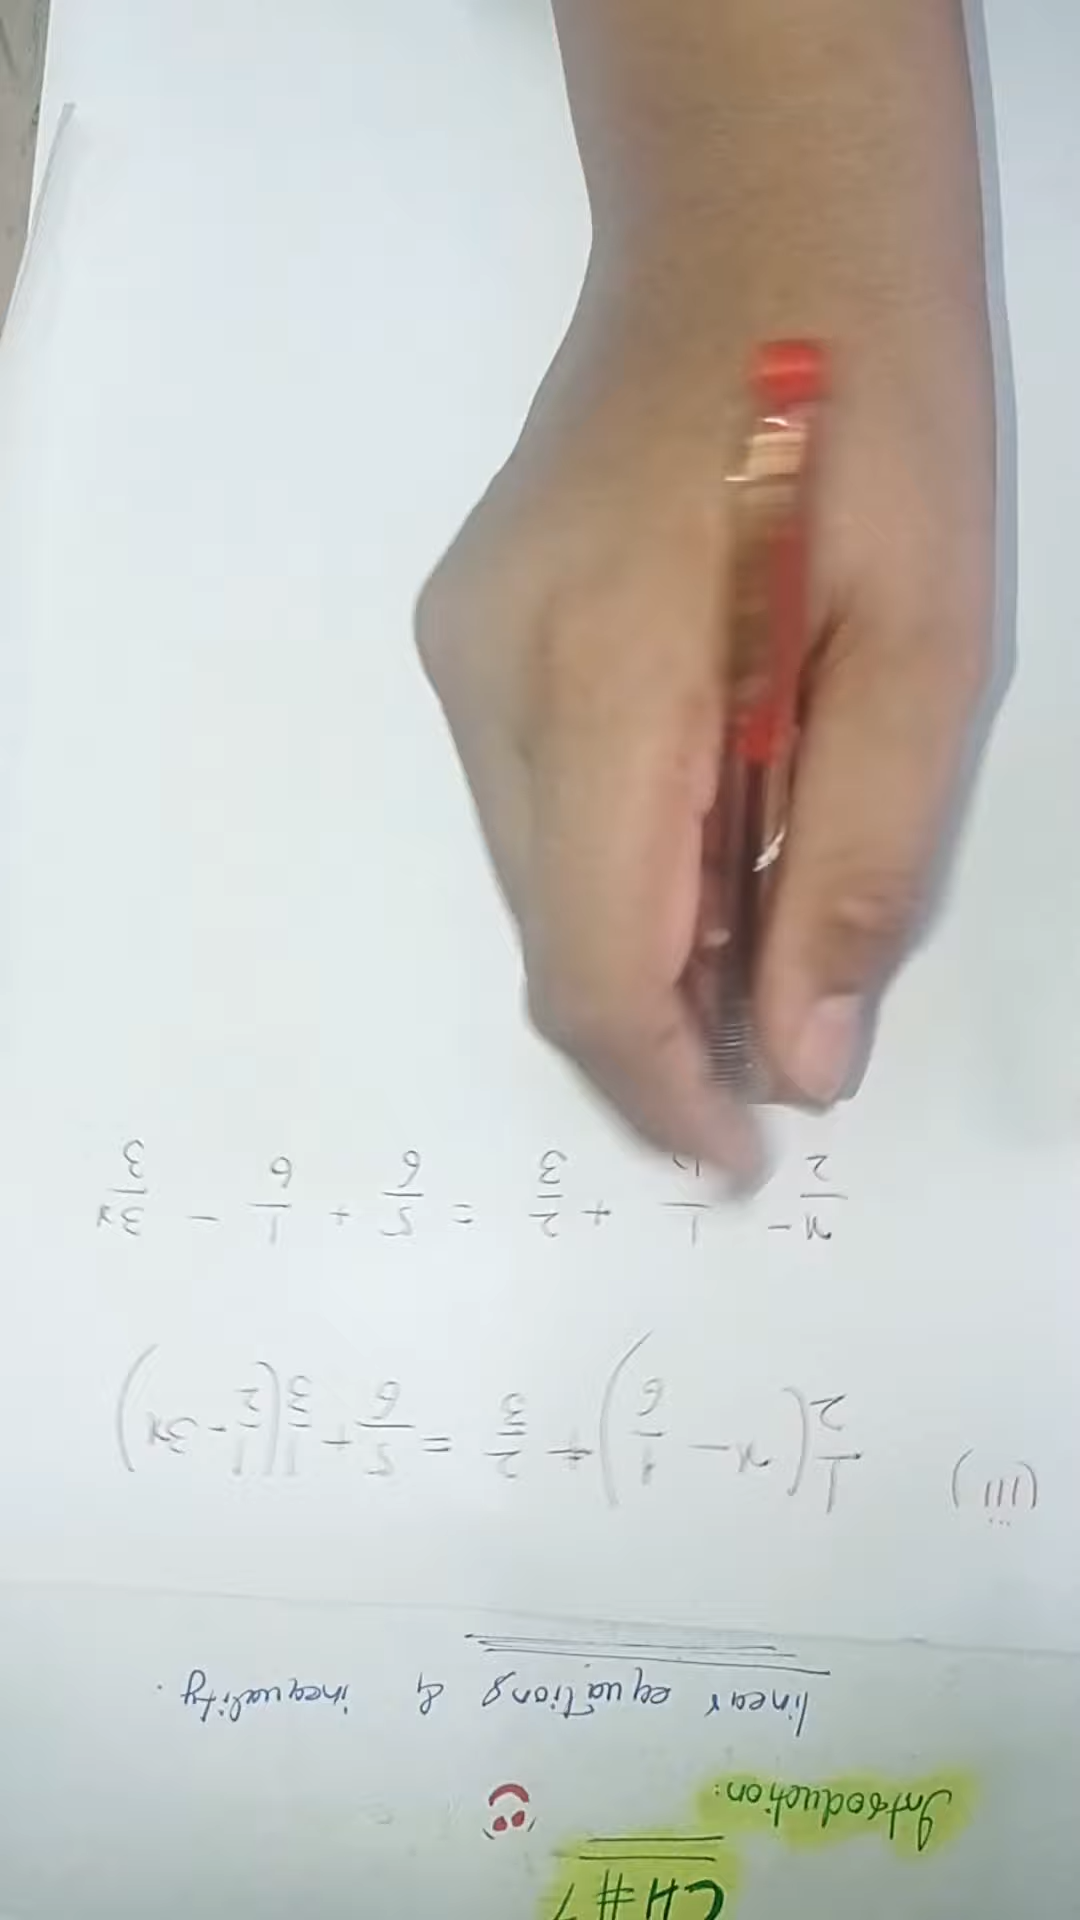 CH # 7
Introduction:
linear equations & inequality.
(iii) 1/2 (x - 1/6) + 2/3 = 5/6 + 1/3 (1/2 - 3x)
x/2 - 1/ + 2/3 = 5/6 + 1/6 - 3x/3